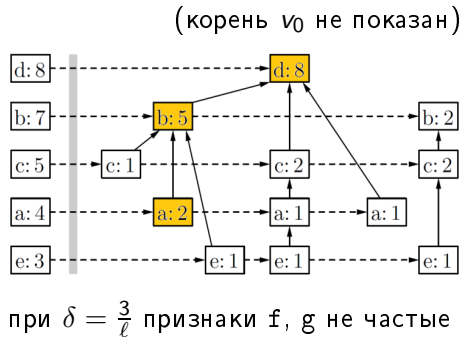 (корень v₀ не показан)
d: 8 d: 8
b: 7 b: 5 b: 2
c: 5 c: 1 c: 2 c: 2
a: 4 a: 2 a: 1 a: 1
e: 3 e: 1 e: 1 e: 1
при δ = 3/ℓ признаки f, g не частые